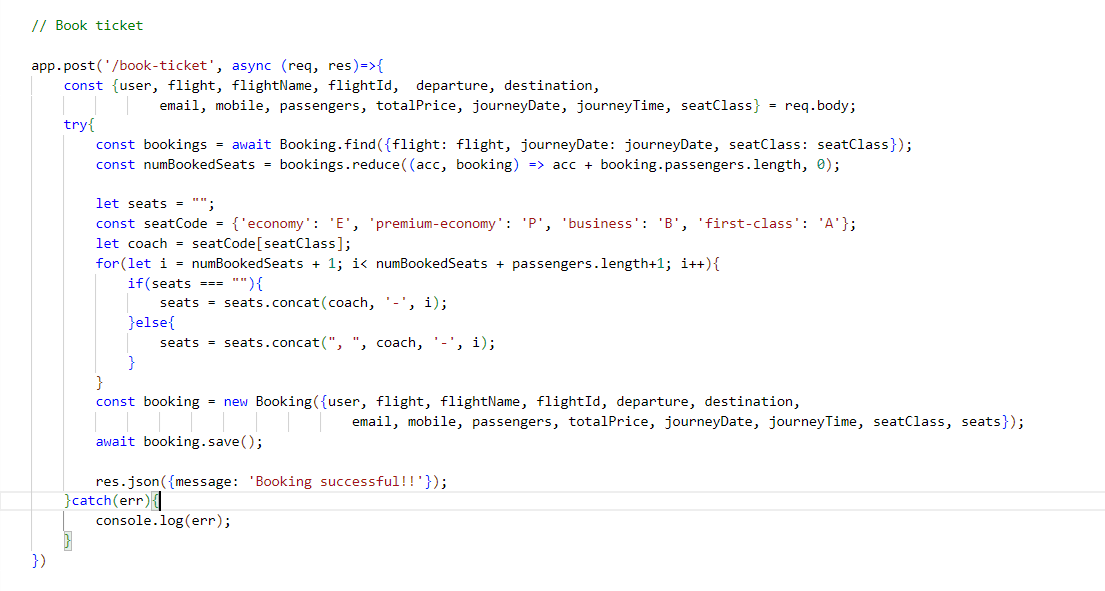 // Book ticket
app.post('/book-ticket', async (req, res)=>{
const {user, flight, flightName, flightId,  departure, destination,
email, mobile, passengers, totalPrice, journeyDate, journeyTime, seatClass} = req.body;
try{
const bookings = await Booking.find({flight: flight, journeyDate: journeyDate, seatClass: seatClass});
const numBookedSeats = bookings.reduce((acc, booking) => acc + booking.passengers.length, 0);
let seats = "";
const seatCode = {'economy': 'E', 'premium-economy': 'P', 'business': 'B', 'first-class': 'A'};
let coach = seatCode[seatClass];
for(let i = numBookedSeats + 1; i< numBookedSeats + passengers.length+1; i++){
if(seats === ""){
seats = seats.concat(coach, '-', i);
}else{
seats = seats.concat(", ", coach, '-', i);
}
}
const booking = new Booking({user, flight, flightName, flightId, departure, destination,
email, mobile, passengers, totalPrice, journeyDate, journeyTime, seatClass, seats});
await booking.save();
res.json({message: 'Booking successful!!'});
}catch(err){
console.log(err);
}
})